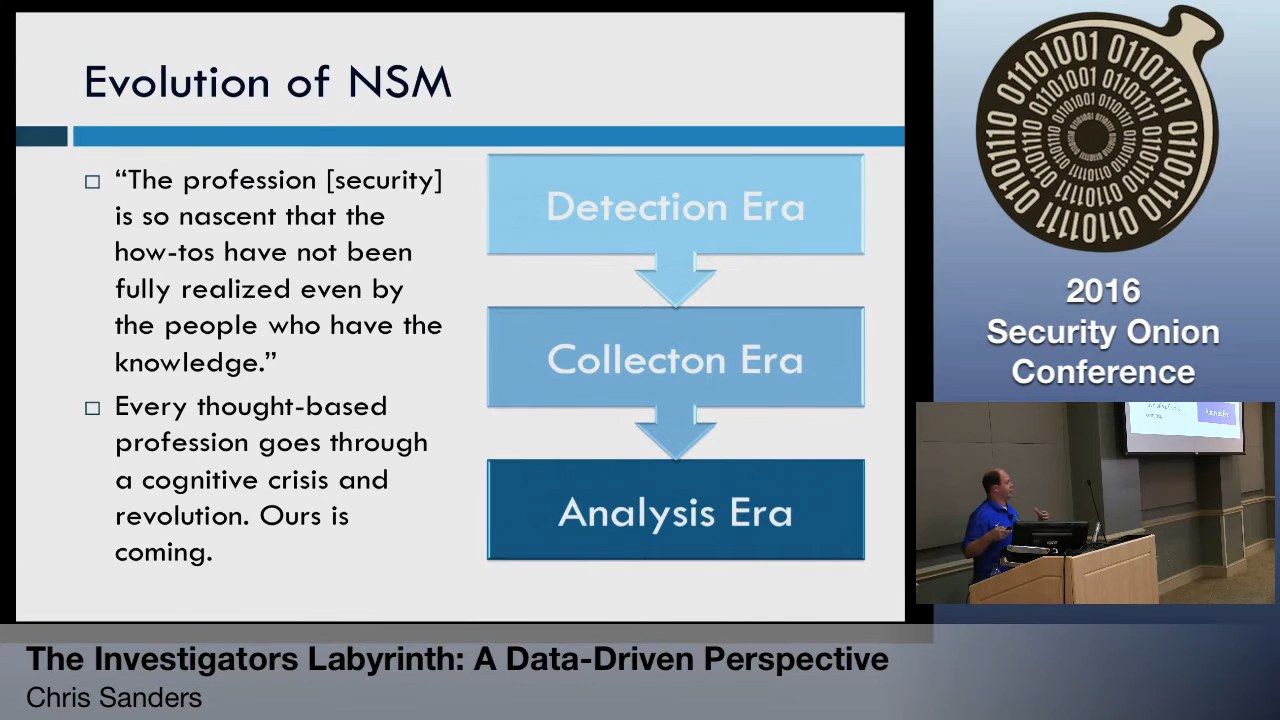 Evolution of NSM
“The profession [security]
is so nascent that the
how-tos have not been
fully realized even by
the people who have the
knowledge.”
Every thought-based
profession goes through
a cognitive crisis and
revolution. Ours is
coming.
Detection Era
Collecton Era
Analysis Era
2016
Security Onion
Conference
The Investigators Labyrinth: A Data-Driven Perspective
Chris Sanders